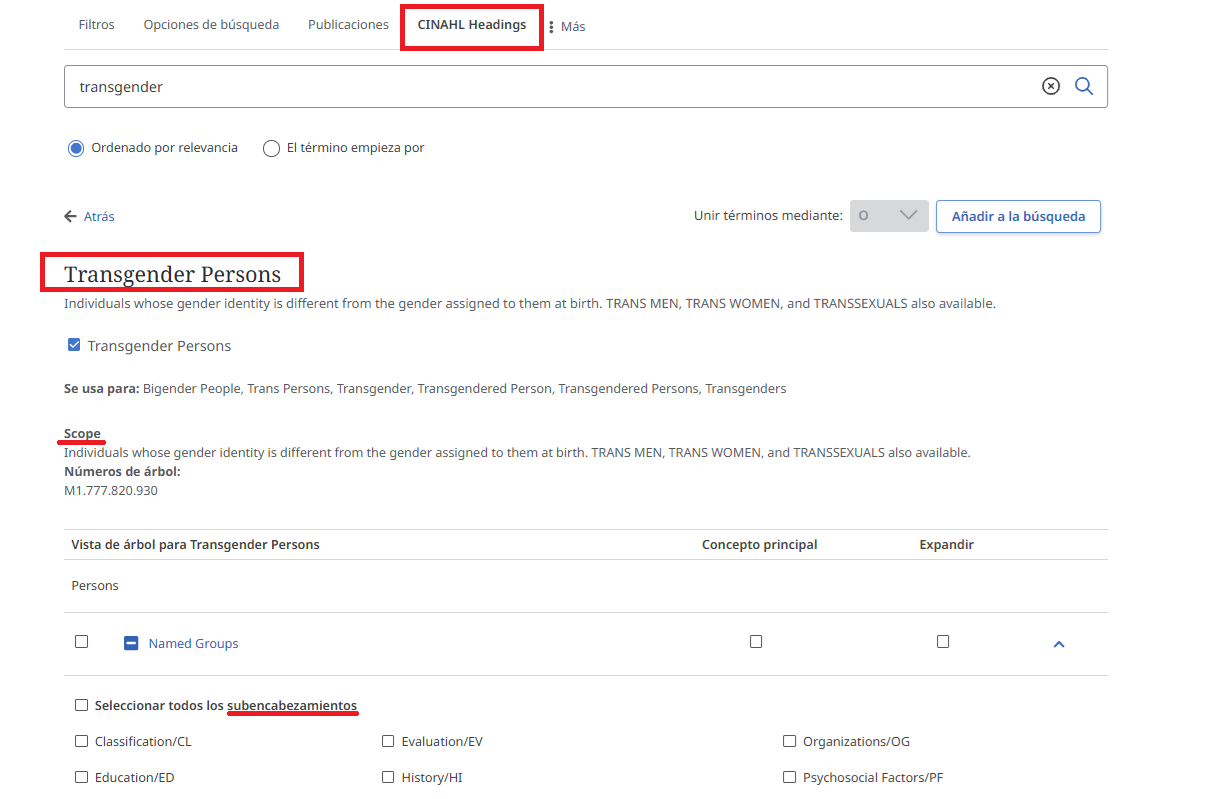 Filtros Opciones de búsqueda Publicaciones CINAHL Headings Más
transgender
Ordenado por relevancia El término empieza por
Atrás Unir términos mediante: O Añadir a la búsqueda
Transgender Persons
Individuals whose gender identity is different from the gender assigned to them at birth. TRANS MEN, TRANS WOMEN, and TRANSSEXUALS also available.
Transgender Persons
Se usa para: Bigender People, Trans Persons, Transgender, Transgendered Person, Transgendered Persons, Transgenders
Scope
Individuals whose gender identity is different from the gender assigned to them at birth. TRANS MEN, TRANS WOMEN, and TRANSSEXUALS also available.
Números de árbol:
M1.777.820.930
Vista de árbol para Transgender Persons Concepto principal Expandir
Persons
Named Groups
Seleccionar todos los subencabezamientos
Classification/CL Evaluation/EV Organizations/OG
Education/ED History/HI Psychosocial Factors/PF